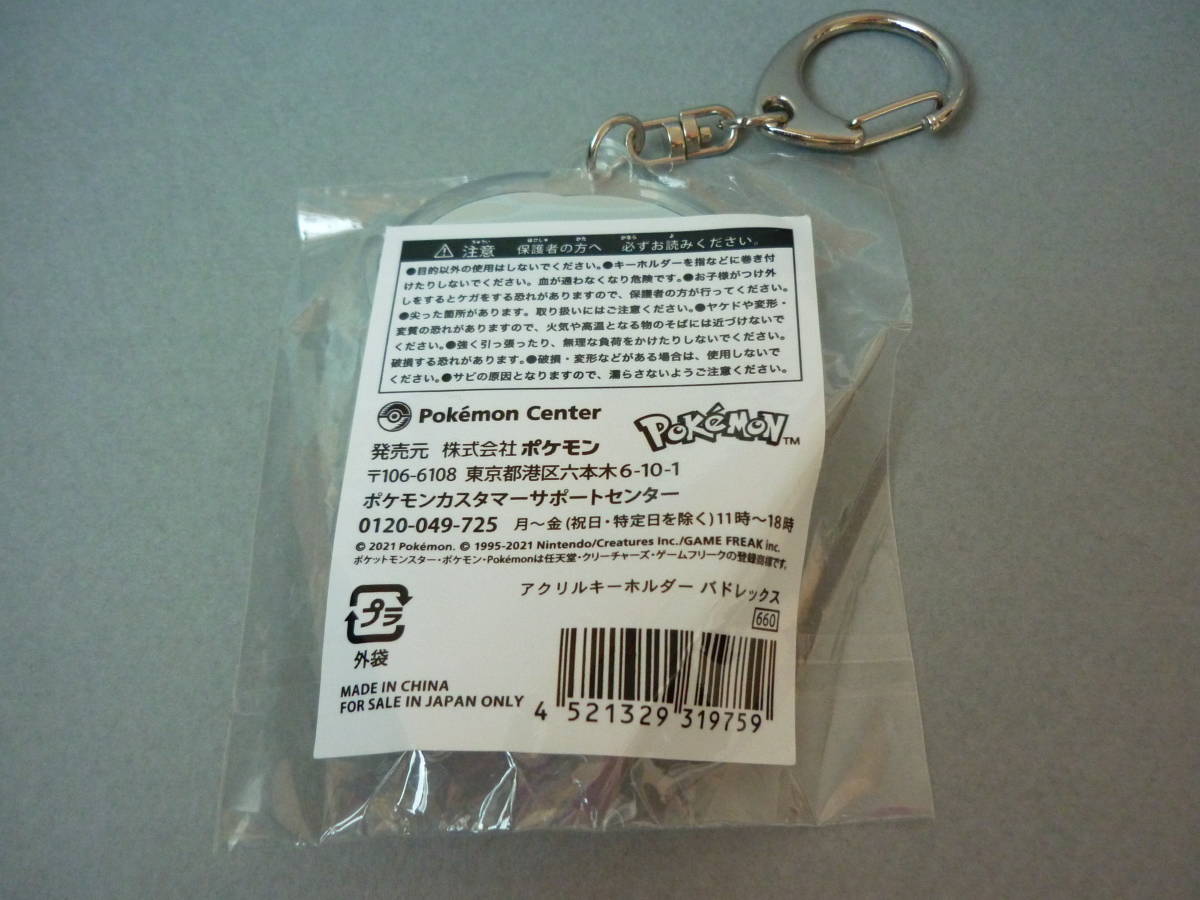 注意 保護者の方へ 必ずお読みください。
●目的以外の使用はしないでください。●キーホルダーを指などに巻き付
けたりしないでください。血が通わなくなり危険です。●お子様がつけ外
しをするとケガをする恐れがありますので、保護者の方が行ってください。
●尖った箇所があります。取り扱いにはご注意ください。●ヤケドや変形・
変質の恐れがありますので、火気や高温となる物のそばには近づけないで
ください。●強く引っ張ったり、無理な負荷をかけたりしないでください。
破損する恐れがあります。●破損・変形などがある場合は、使用しないで
ください。●サビの原因となりますので、濡らさないようご注意ください。
Pokémon Center
POKéMON™
発売元 株式会社ポケモン
〒106-6108 東京都港区六本木6-10-1
ポケモンカスタマーサポートセンター
0120-049-725 月～金(祝日・特定日を除く)11時～18時
© 2021 Pokémon. © 1995-2021 Nintendo/Creatures Inc./GAME FREAK inc.
ポケットモンスター・ポケモン・Pokémonは任天堂・クリーチャーズ・ゲームフリークの登録商標です。
アクリルキーホルダー バドレックス
660
プラ
外袋
MADE IN CHINA
FOR SALE IN JAPAN ONLY
4 521329 319759